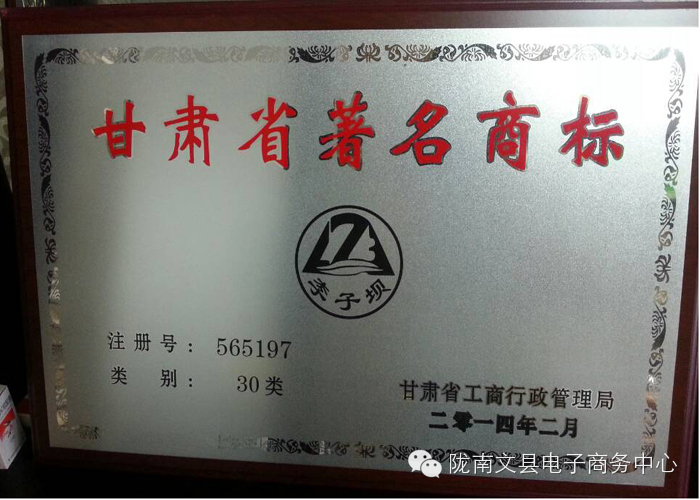 甘肃省著名商标
李子坝
注册号：565197
类别：30类
甘肃省工商行政管理局
二零一四年二月
陇南文县电子商务中心